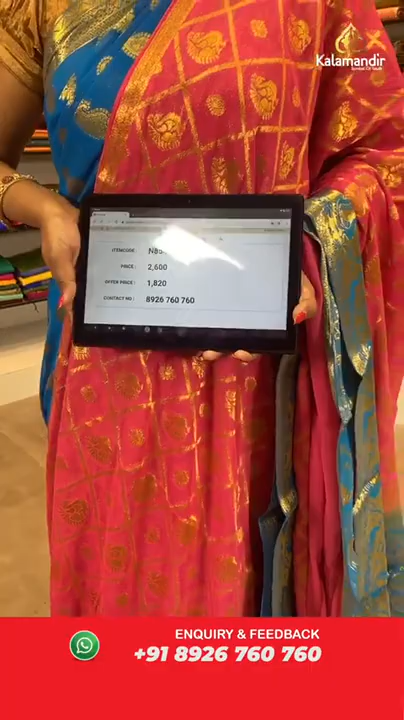 Kalamandir
ITEMCODE :
PRICE : 2,600
OFFER PRICE : 1,820
CONTACT NO : 8926 760 760
ENQUIRY & FEEDBACK
+91 8926 760 760